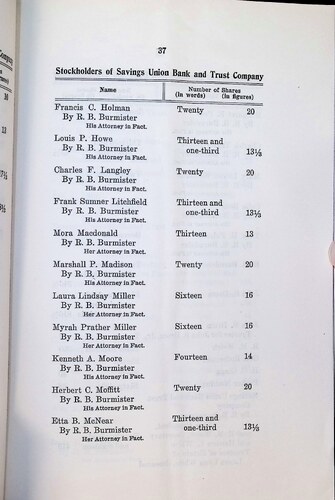 37
Stockholders of Savings Union Bank and Trust Company
Name Number of Shares
(In words) (In figures)
Francis C. Holman Twenty 20
By R. B. Burmister
His Attorney in Fact.
Louis P. Howe Thirteen and
By R. B. Burmister one-third 13⅓
His Attorney in Fact.
Charles F. Langley Twenty 20
By R. B. Burmister
His Attorney in Fact.
Frank Sumner Litchfield Thirteen and
By R. B. Burmister one-third 13⅓
His Attorney in Fact.
Mora Macdonald Thirteen 13
By R. B. Burmister
Her Attorney in Fact.
Marshall P. Madison Twenty 20
By R. B. Burmister
His Attorney in Fact.
Laura Lindsay Miller Sixteen 16
By R. B. Burmister
Her Attorney in Fact.
Myrah Prather Miller Sixteen 16
By R. B. Burmister
Her Attorney in Fact.
Kenneth A. Moore Fourteen 14
By R. B. Burmister
His Attorney in Fact.
Herbert C. Moffitt Twenty 20
By R. B. Burmister
His Attorney in Fact.
Etta B. McNear Thirteen and
By R. B. Burmister one-third 13⅓
Her Attorney in Fact.